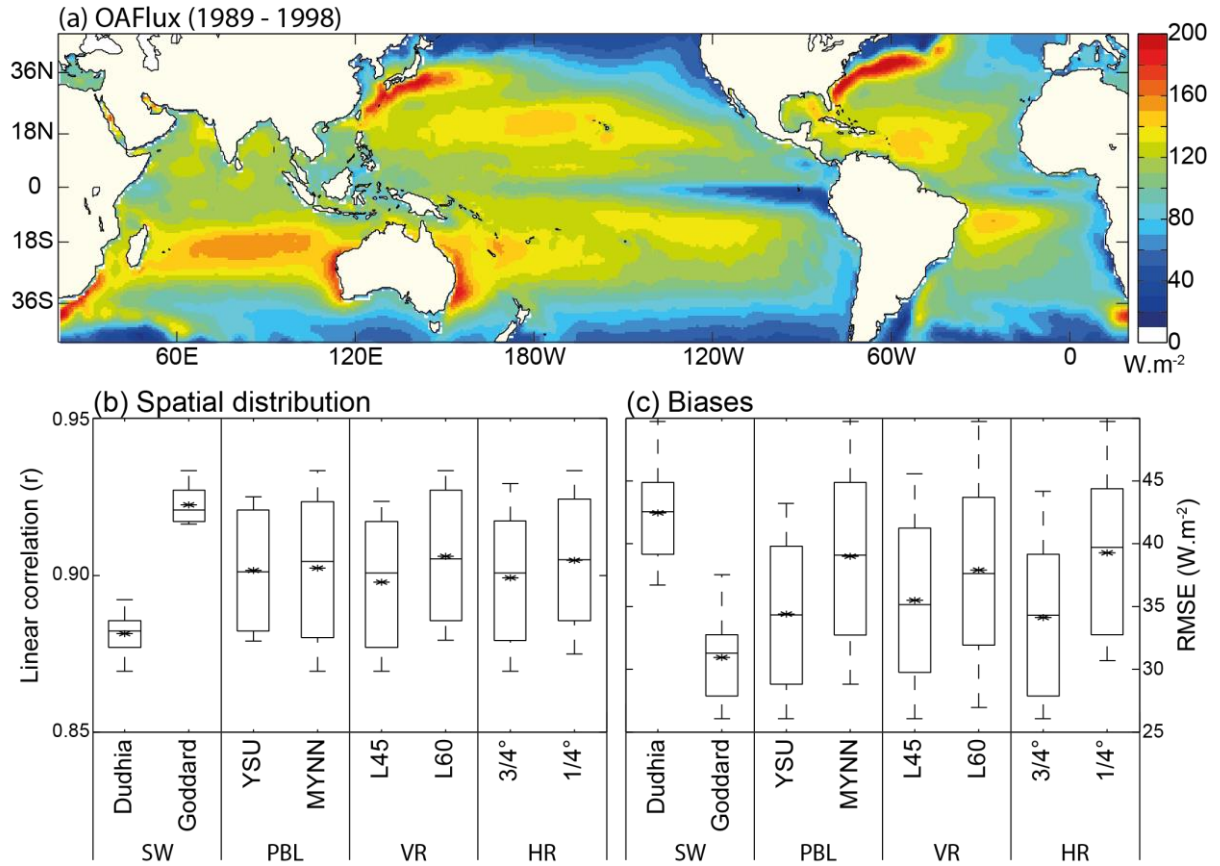 (a) OAFlux (1989 - 1998)
36N
18N
0
18S
36S
60E
120E
180W
120W
60W
0
200
160
120
80
40
0
W.m-2
(b) Spatial distribution
(c) Biases
0.95
0.90
0.85
Linear correlation (r)
45
40
35
30
25
RMSE (W.m-2)
Dudhia
Goddard
YSU
MYNN
L45
L60
3/4°
1/4°
Dudhia
Goddard
YSU
MYNN
L45
L60
3/4°
1/4°
SW
PBL
VR
HR
SW
PBL
VR
HR